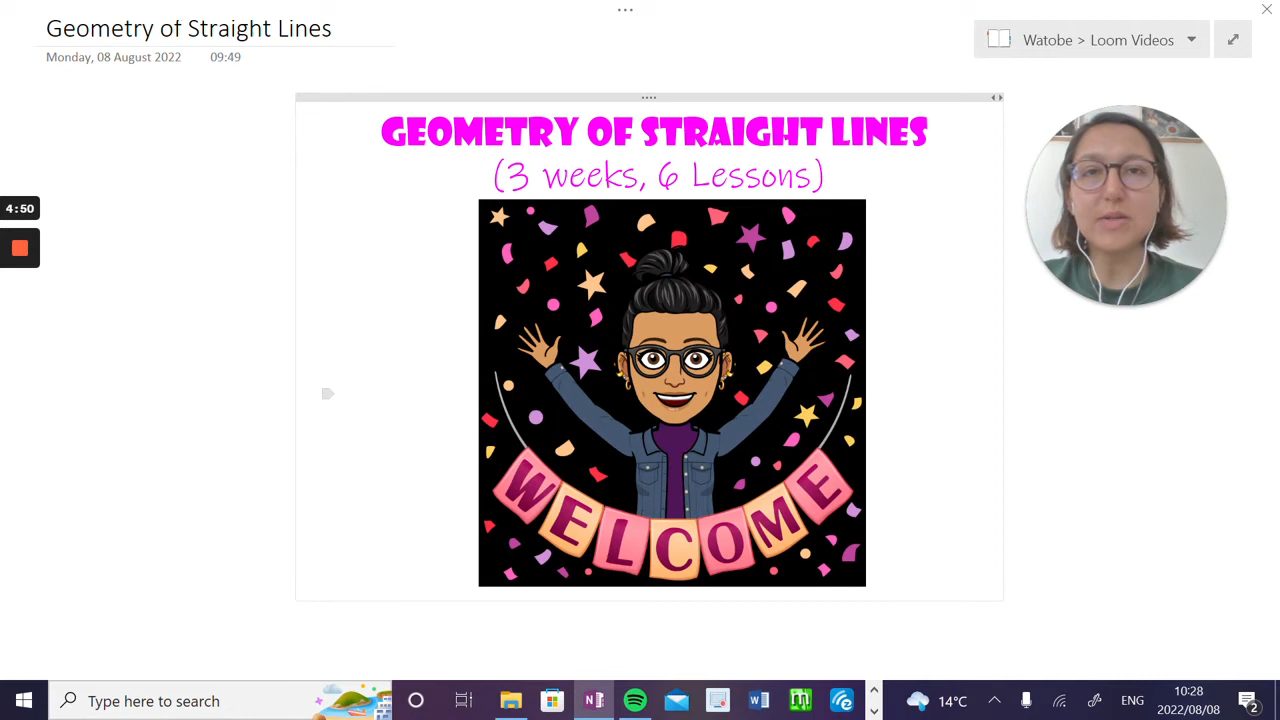 Geometry of Straight Lines
Monday, 08 August 2022 09:49
Watobe > Loom Videos
GEOMETRY OF STRAIGHT LINES
(3 weeks, 6 Lessons)
4:50
WELCOME
Type here to search
14°C
ENG
10:28
2022/08/08
2